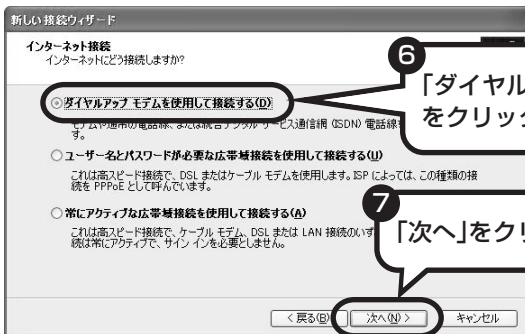 新しい接続ウィザード
インターネット接続
インターネットにどう接続しますか?
⑥
「ダイヤル
をクリック
ダイヤルアップ モデムを使用して接続する(D)
モデムや通常の電話線、または統合デジタル サービス通信網 (ISDN) 電話線を
す。
ユーザー名とパスワードが必要な広帯域接続を使用して接続する(U)
これは高スピード接続で、DSL またはケーブル モデムを使用します。ISP によっては、この種類の接
続を PPPoE として呼んでいます。
常にアクティブな広帯域接続を使用して接続する(A)
これは高スピード接続で、ケーブル モデム、DSL または LAN 接続のいず
続は常にアクティブで、サイン インを必要としません。
⑦
「次へ」をクリ
< 戻る(B)
次へ(N) >
キャンセル